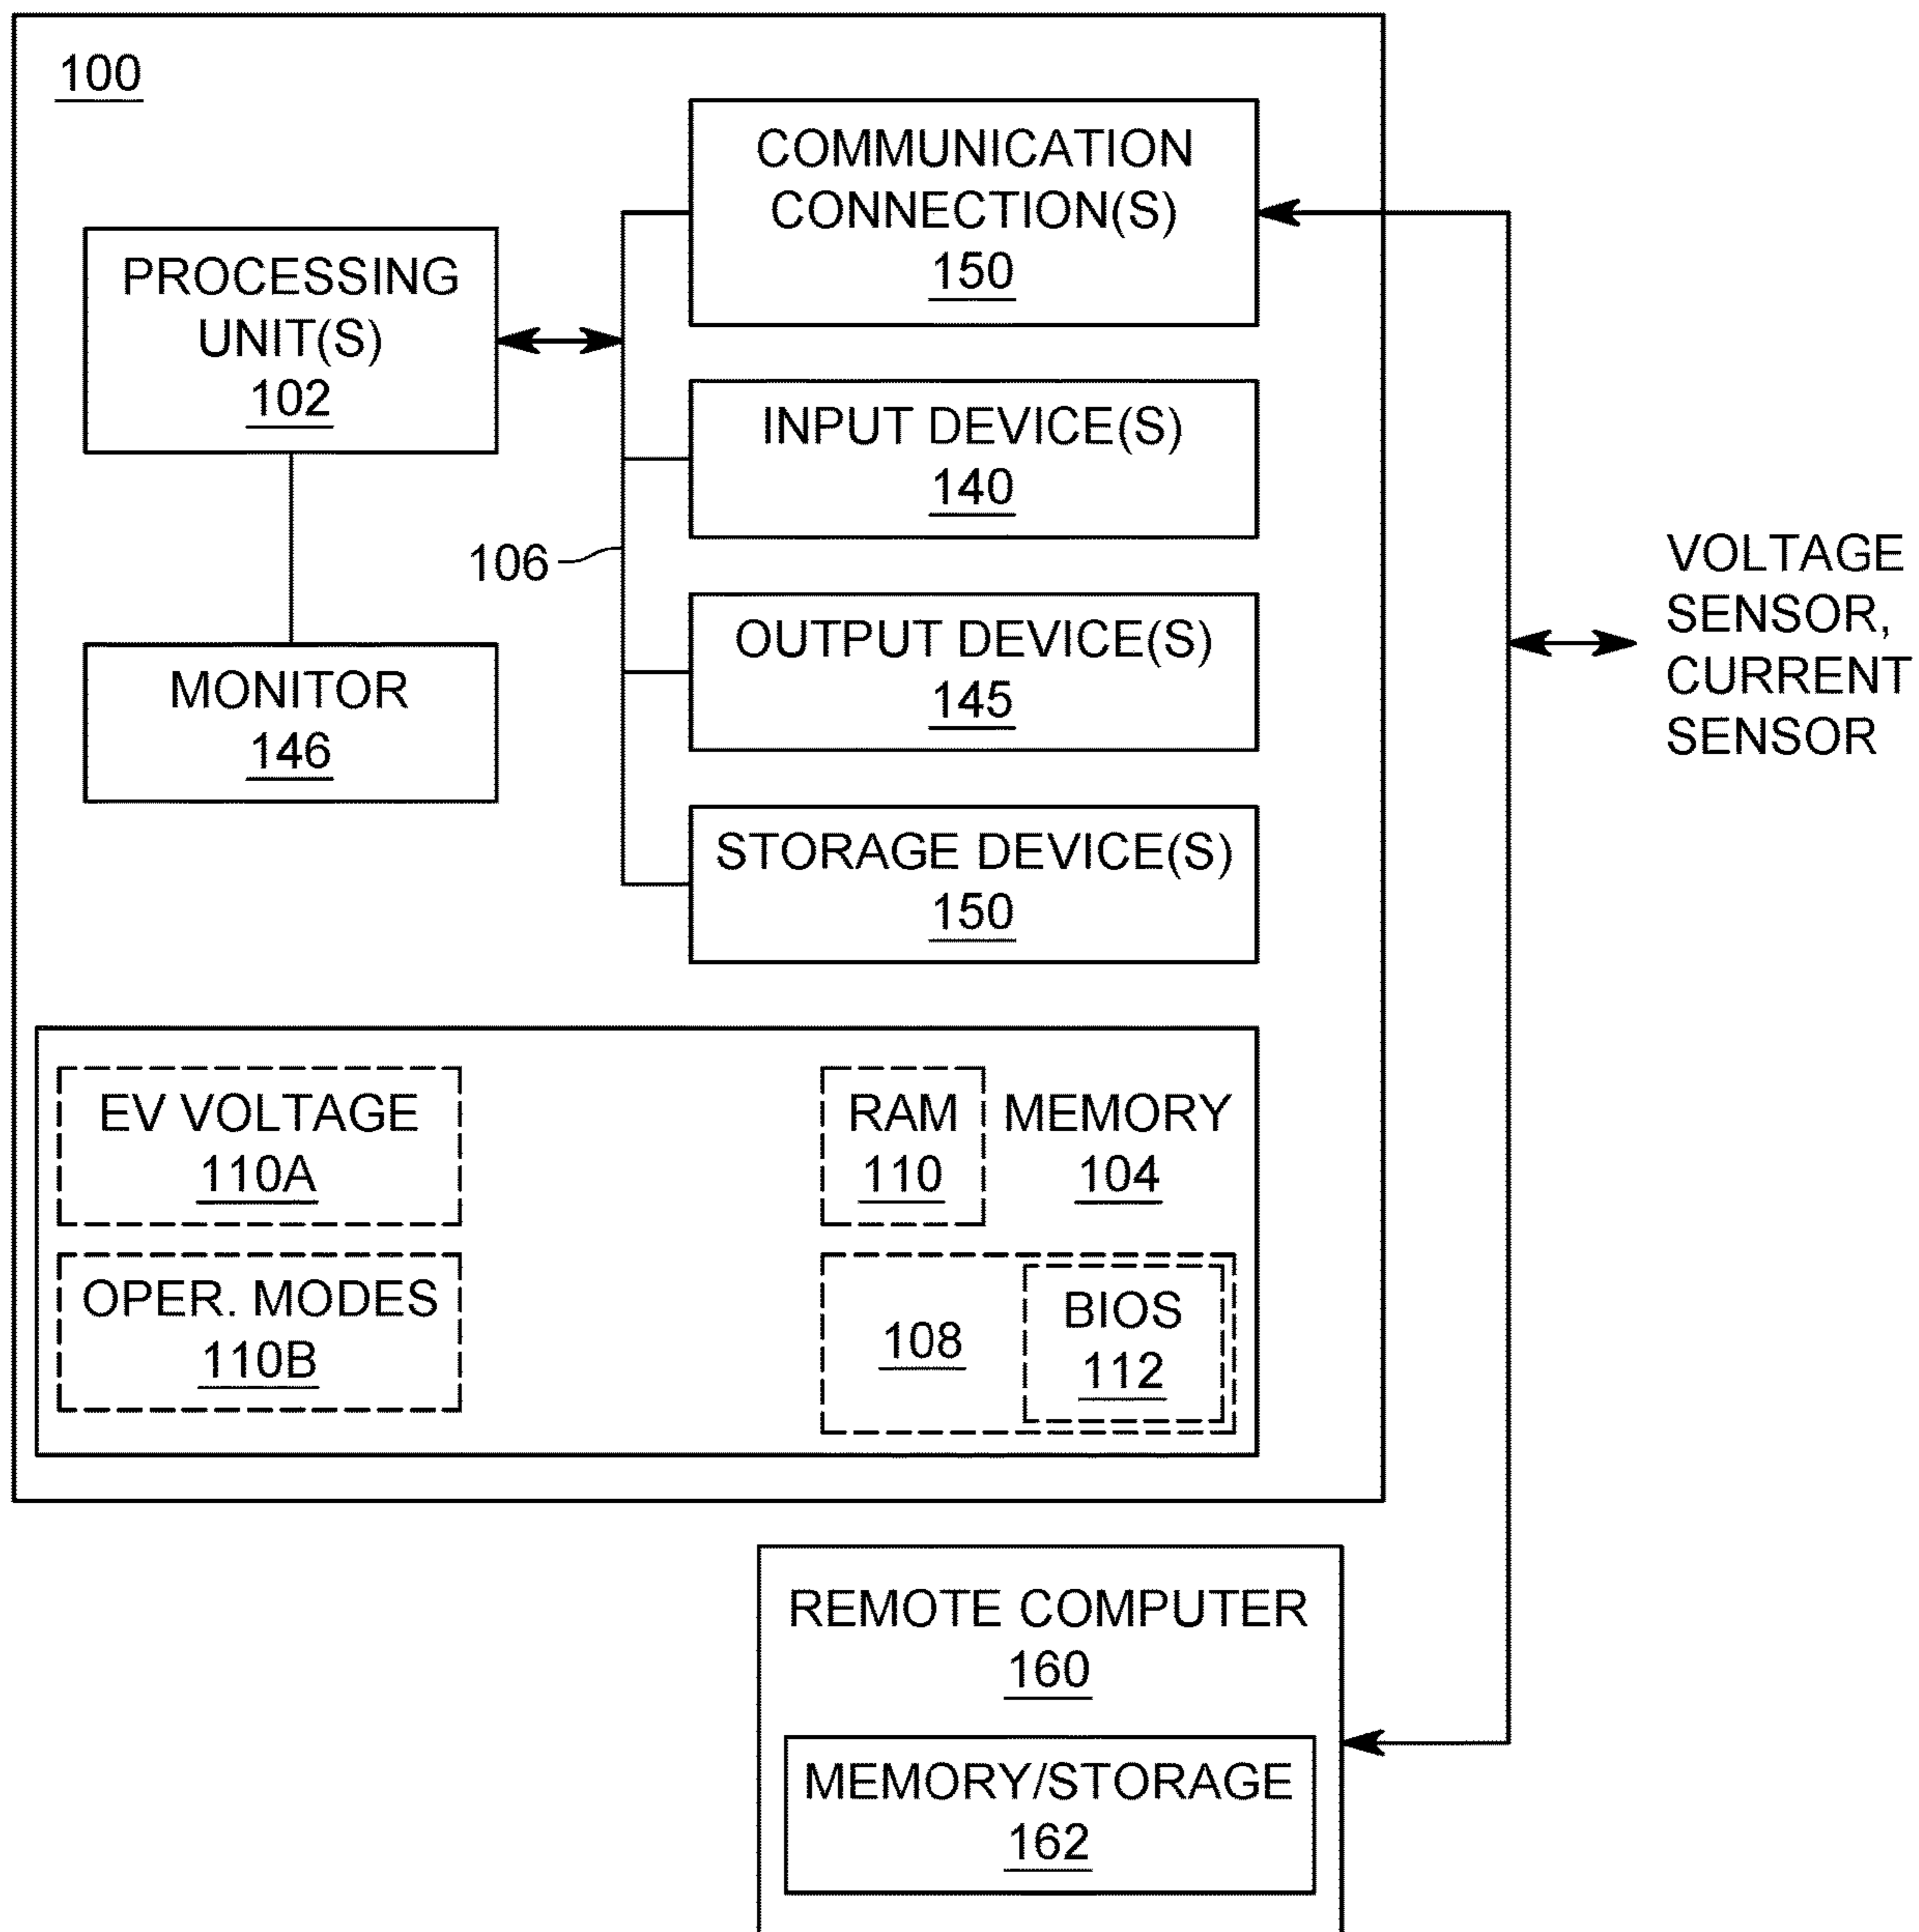 100
COMMUNICATION
CONNECTION(S)
150
PROCESSING
UNIT(S)
102
INPUT DEVICE(S)
140
106
OUTPUT DEVICE(S)
145
MONITOR
146
STORAGE DEVICE(S)
150
VOLTAGE
SENSOR,
CURRENT
SENSOR
EV VOLTAGE
110A
RAM
110
MEMORY
104
OPER. MODES
110B
108
BIOS
112
REMOTE COMPUTER
160
MEMORY/STORAGE
162